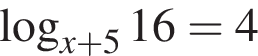 log_{x+5} 16 = 4